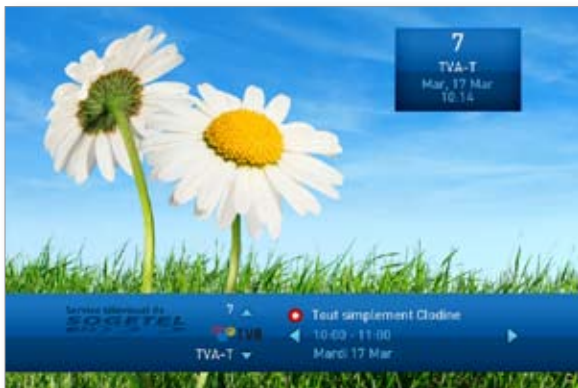 7
TVA-T
Mar, 17 Mar
10:14
Service télévisuel de
SOGETEL
7
TVA
TVA-T
Tout simplement Clodine
10:00 - 11:00
Mardi 17 Mar